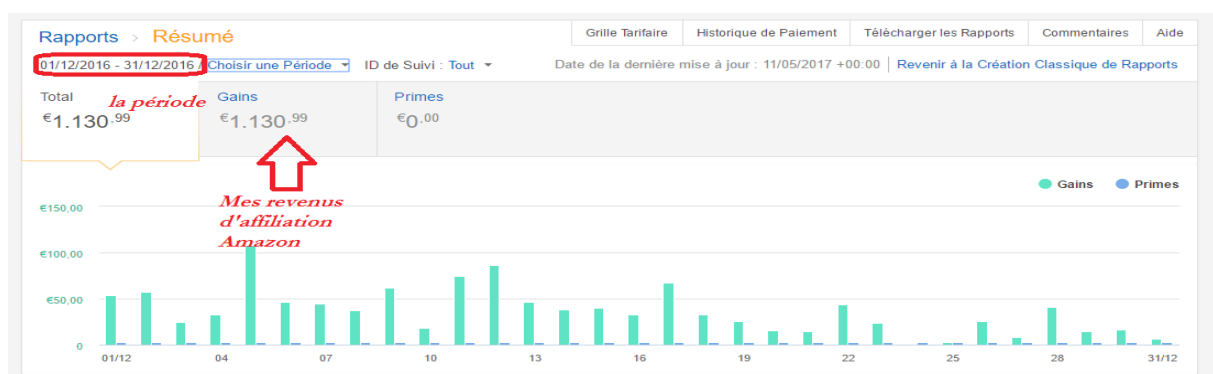 Rapports > Résumé
Grille Tarifaire
Historique de Paiement
Télécharger les Rapports
Commentaires
Aide
01/12/2016 - 31/12/2016 / Choisir une Période
ID de Suivi : Tout
Date de la dernière mise à jour : 11/05/2017 +00:00 | Revenir à la Création Classique de Rapports
Total
€1.130.99
la période
Gains
€1.130.99
Primes
€0.00
Mes revenus
d'affiliation
Amazon
Gains
Primes
€150,00
€100,00
€50,00
0
01/12 04 07 10 13 16 19 22 25 28 31/12